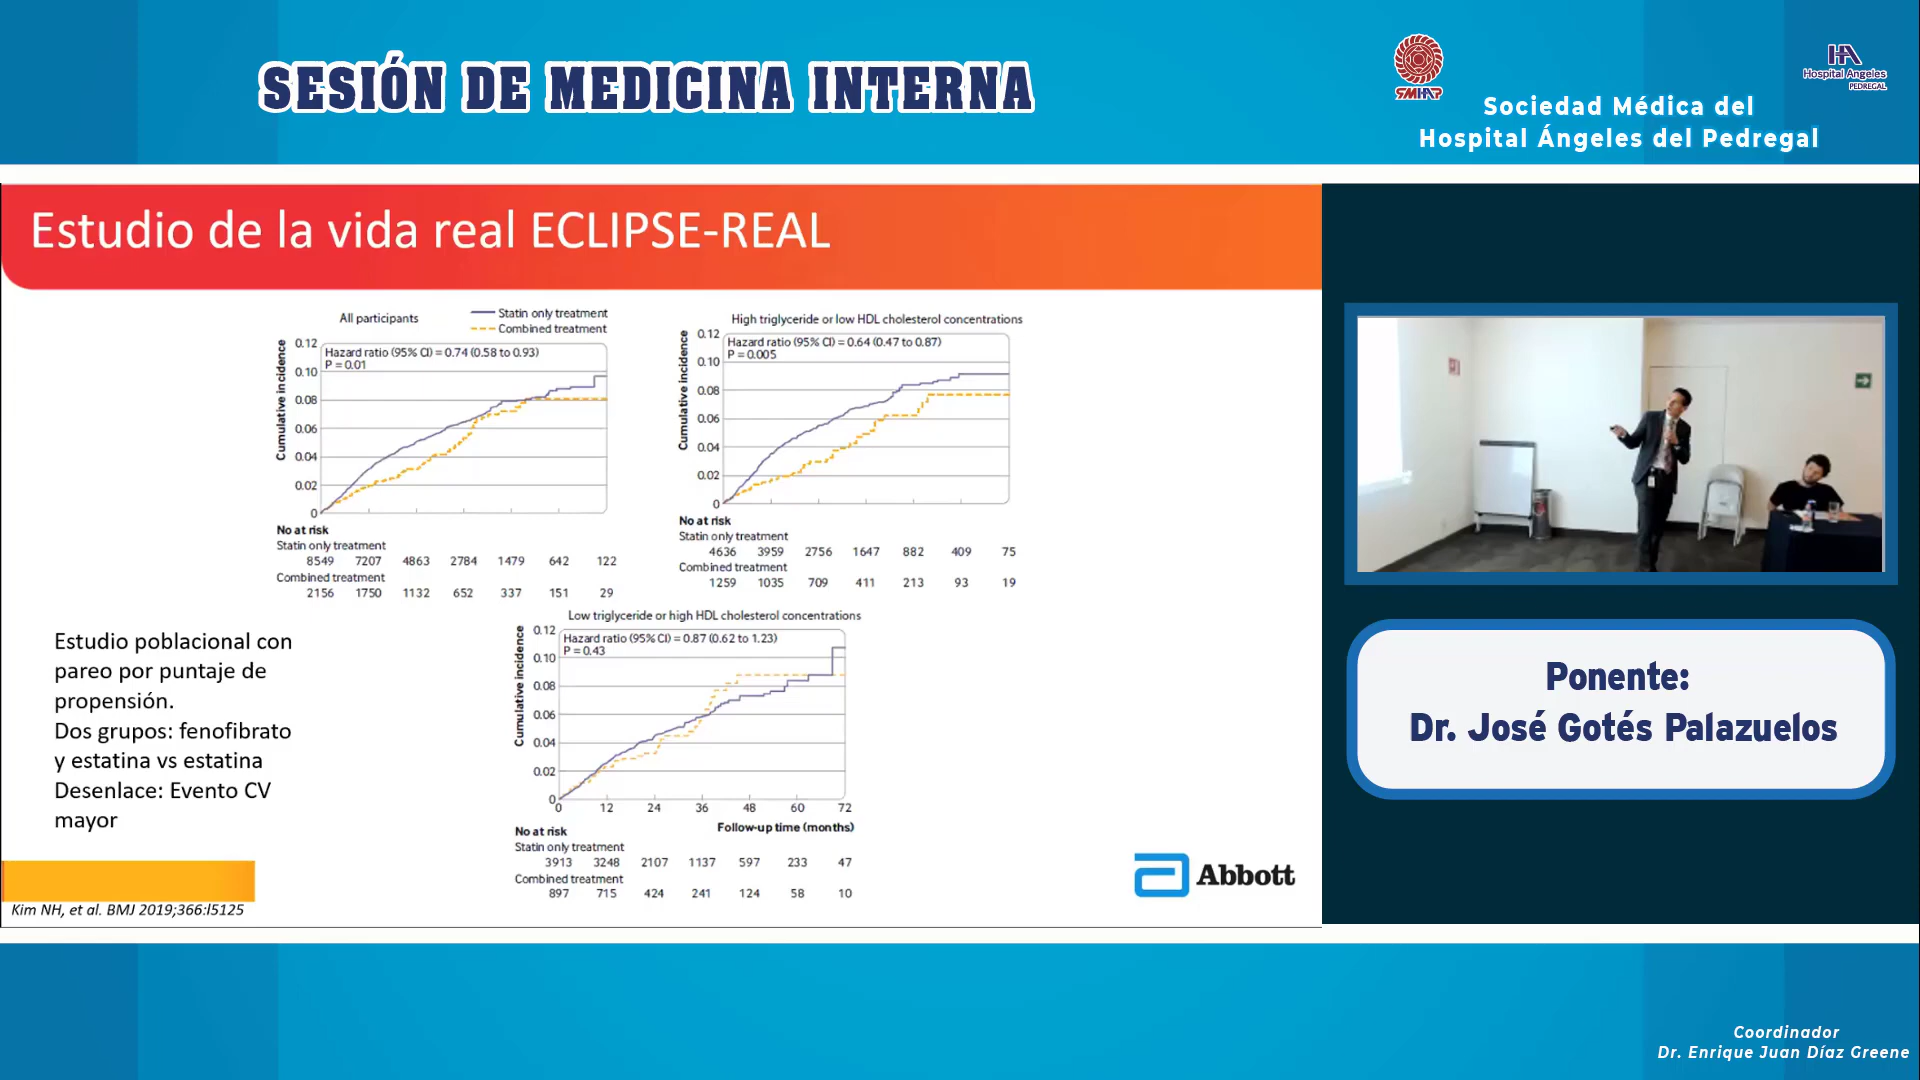 SESIÓN DE MEDICINA INTERNA
SMHAP
Sociedad Médica del
Hospital Ángeles del Pedregal
HA
Hospital Angeles
PEDREGAL
Estudio de la vida real ECLIPSE-REAL
All participants
Statin only treatment
Combined treatment
Cumulative incidence
0.12
0.10
0.08
0.06
0.04
0.02
0
Hazard ratio (95% CI) = 0.74 (0.58 to 0.93)
P = 0.01
No at risk
Statin only treatment
8549 7207 4863 2784 1479 642 122
Combined treatment
2156 1750 1132 652 337 151 29
High triglyceride or low HDL cholesterol concentrations
Cumulative incidence
0.12
0.10
0.08
0.06
0.04
0.02
0
Hazard ratio (95% CI) = 0.64 (0.47 to 0.87)
P = 0.005
No at risk
Statin only treatment
4636 3959 2756 1647 882 409 75
Combined treatment
1259 1035 709 411 213 93 19
Low triglyceride or high HDL cholesterol concentrations
Cumulative incidence
0.12
0.10
0.08
0.06
0.04
0.02
0
Hazard ratio (95% CI) = 0.87 (0.62 to 1.23)
P = 0.43
0 12 24 36 48 60 72
Follow-up time (months)
No at risk
Statin only treatment
3913 3248 2107 1137 597 233 47
Combined treatment
897 715 424 241 124 58 10
Estudio poblacional con
pareo por puntaje de
propensión.
Dos grupos: fenofibrato
y estatina vs estatina
Desenlace: Evento CV
mayor
Kim NH, et al. BMJ 2019;366:l5125
Abbott
Ponente:
Dr. José Gotés Palazuelos
Coordinador
Dr. Enrique Juan Díaz Greene